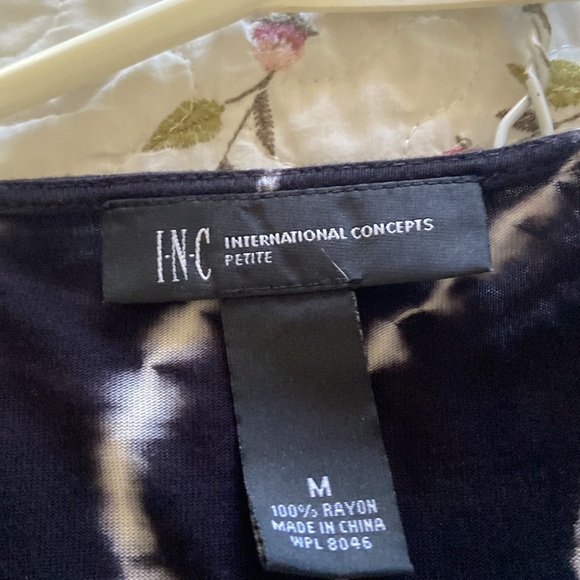 I-N-C INTERNATIONAL CONCEPTS
PETITE
M
100% RAYON
MADE IN CHINA
WPL 8046